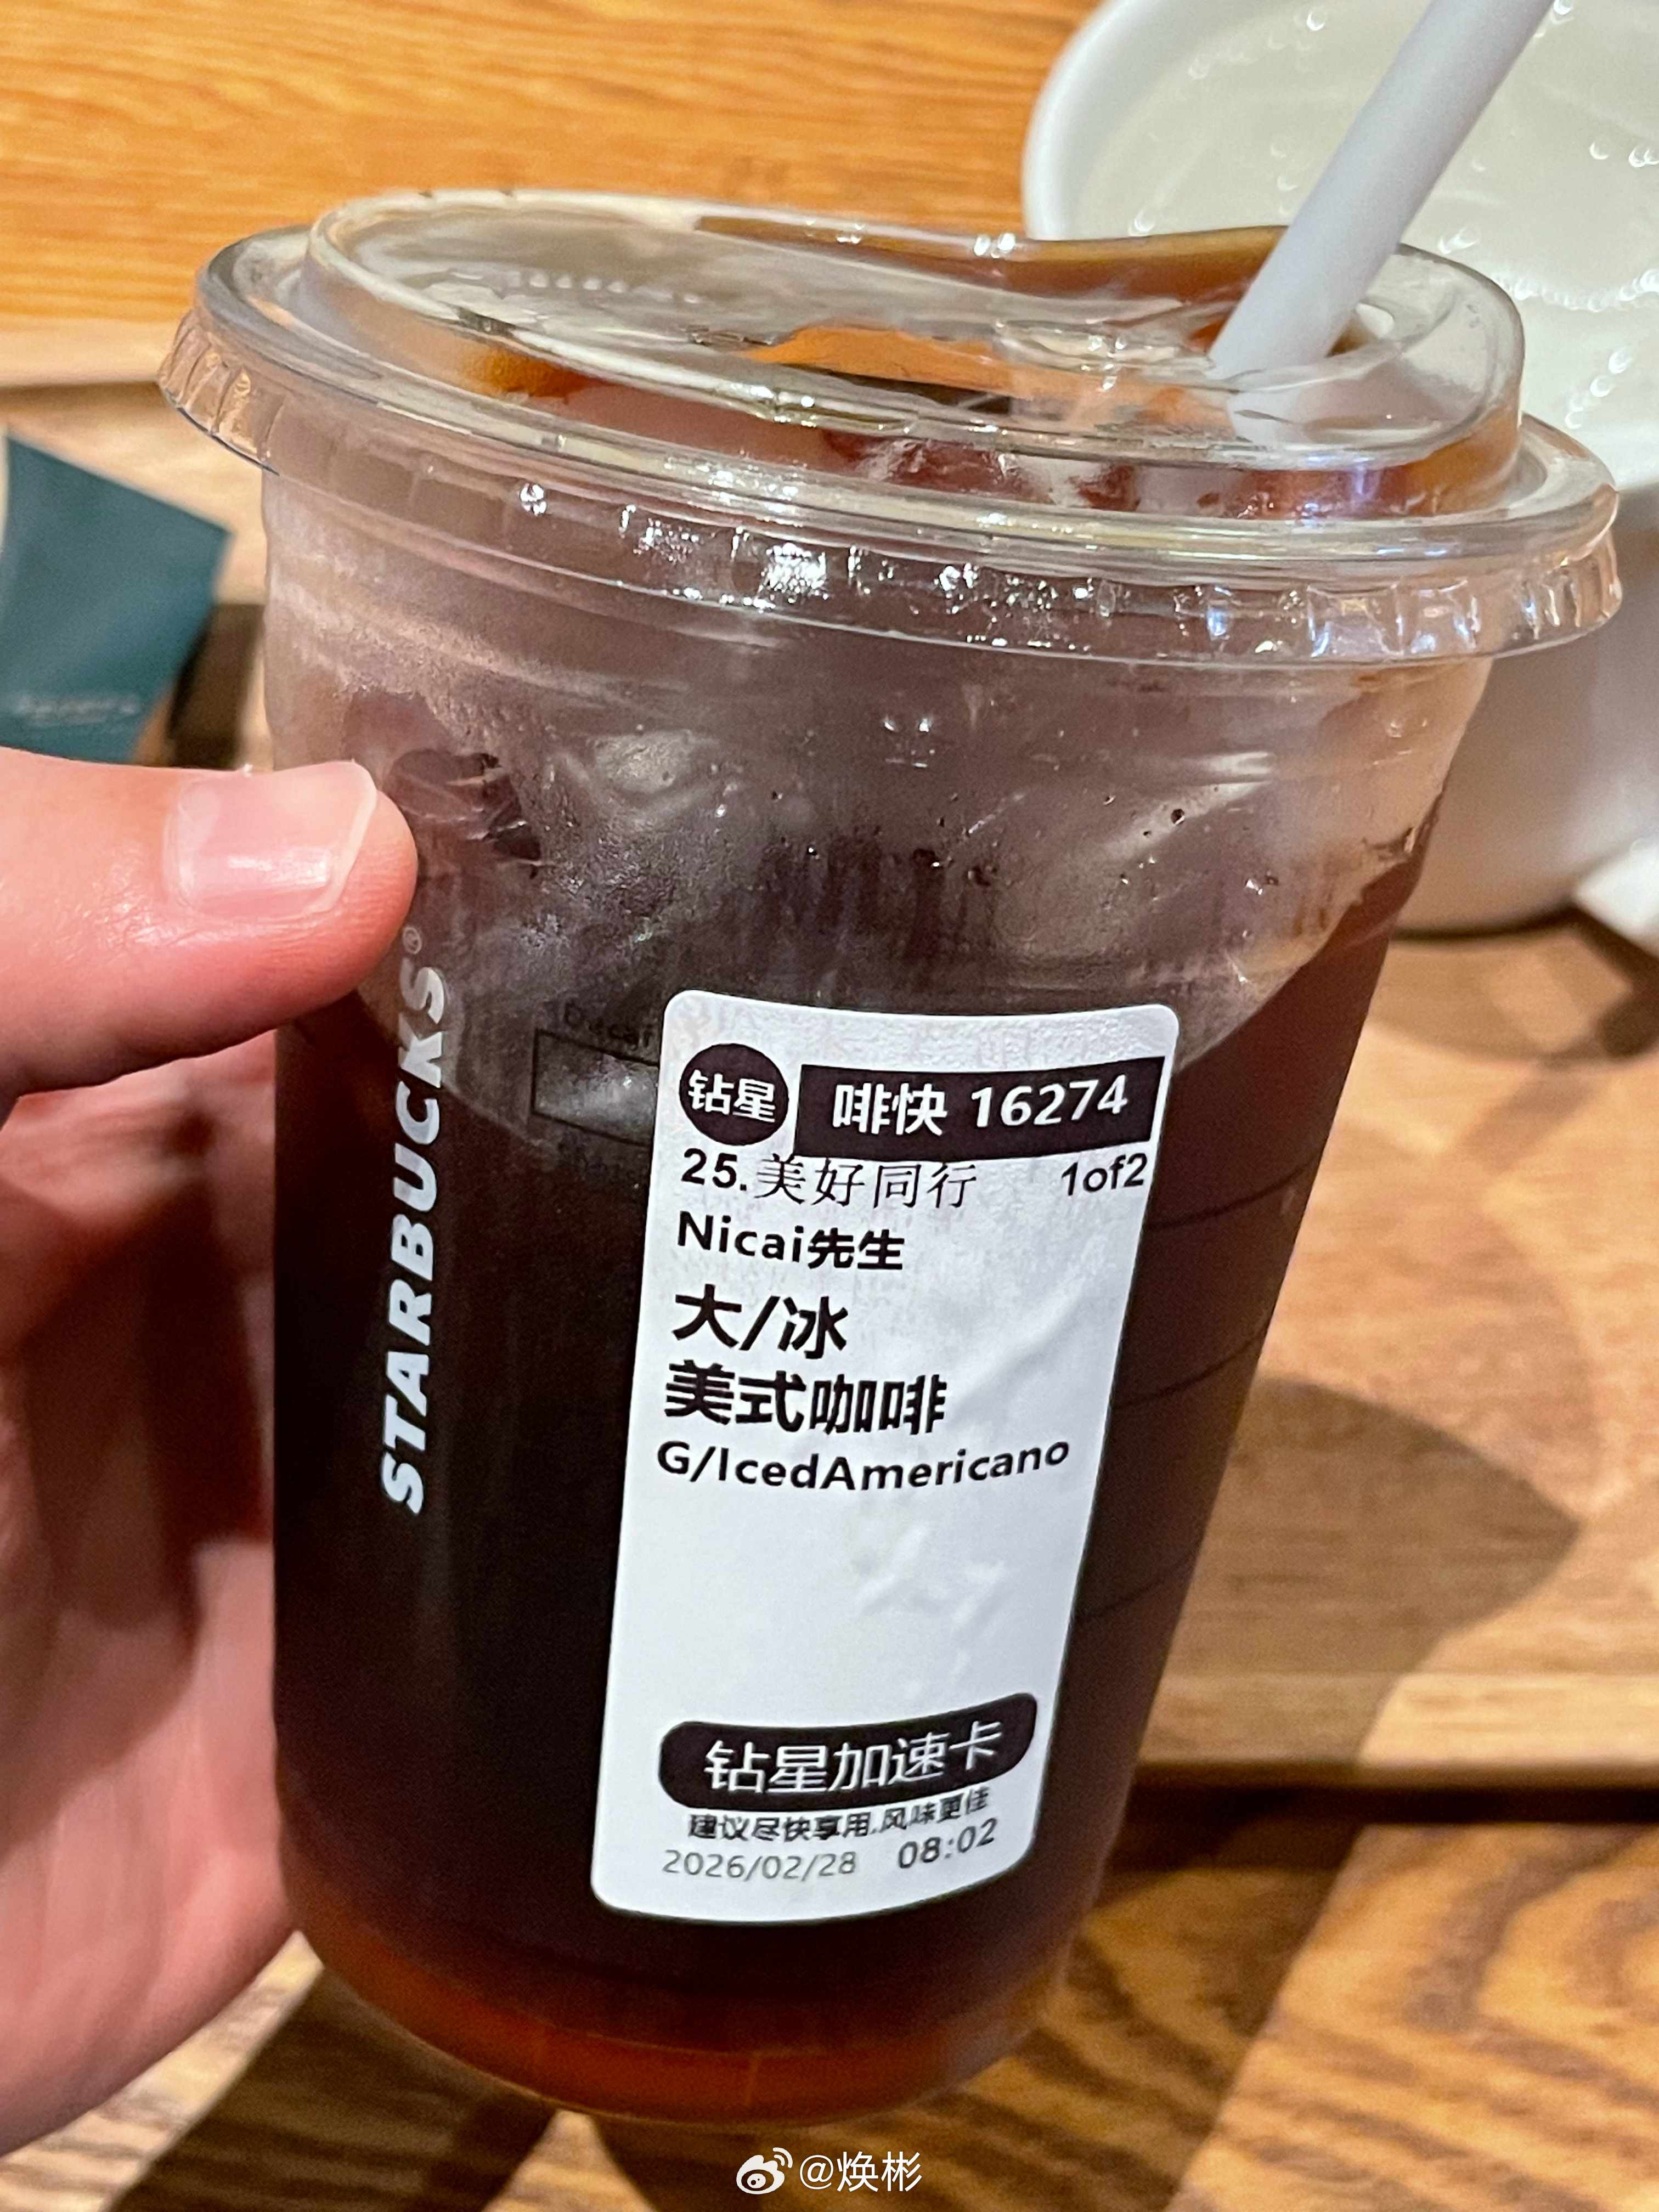 STARBUCKS®
Decaf
钻星 啡快 16274
25.美好同行 1of2
Nicai先生
大/冰
美式咖啡
G/IcedAmericano
钻星加速卡
建议尽快享用,风味更佳
2026/02/28 08:02
@焕彬